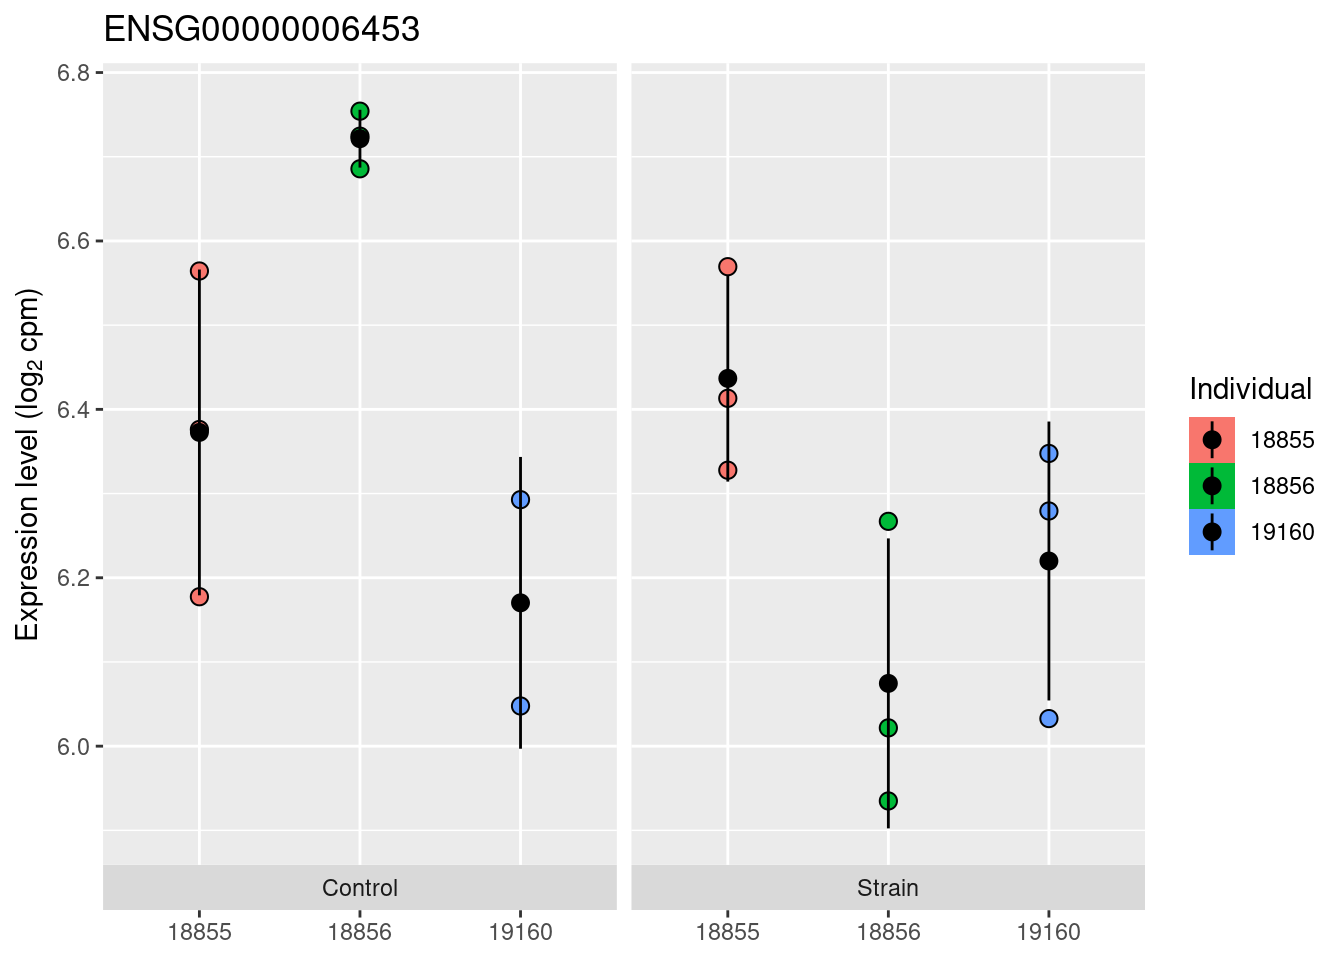 ENSG00000006453
Expression level (log₂ cpm)
6.8
6.6
6.4
6.2
6.0
Control
Strain
18855
18856
19160
18855
18856
19160
Individual
18855
18856
19160